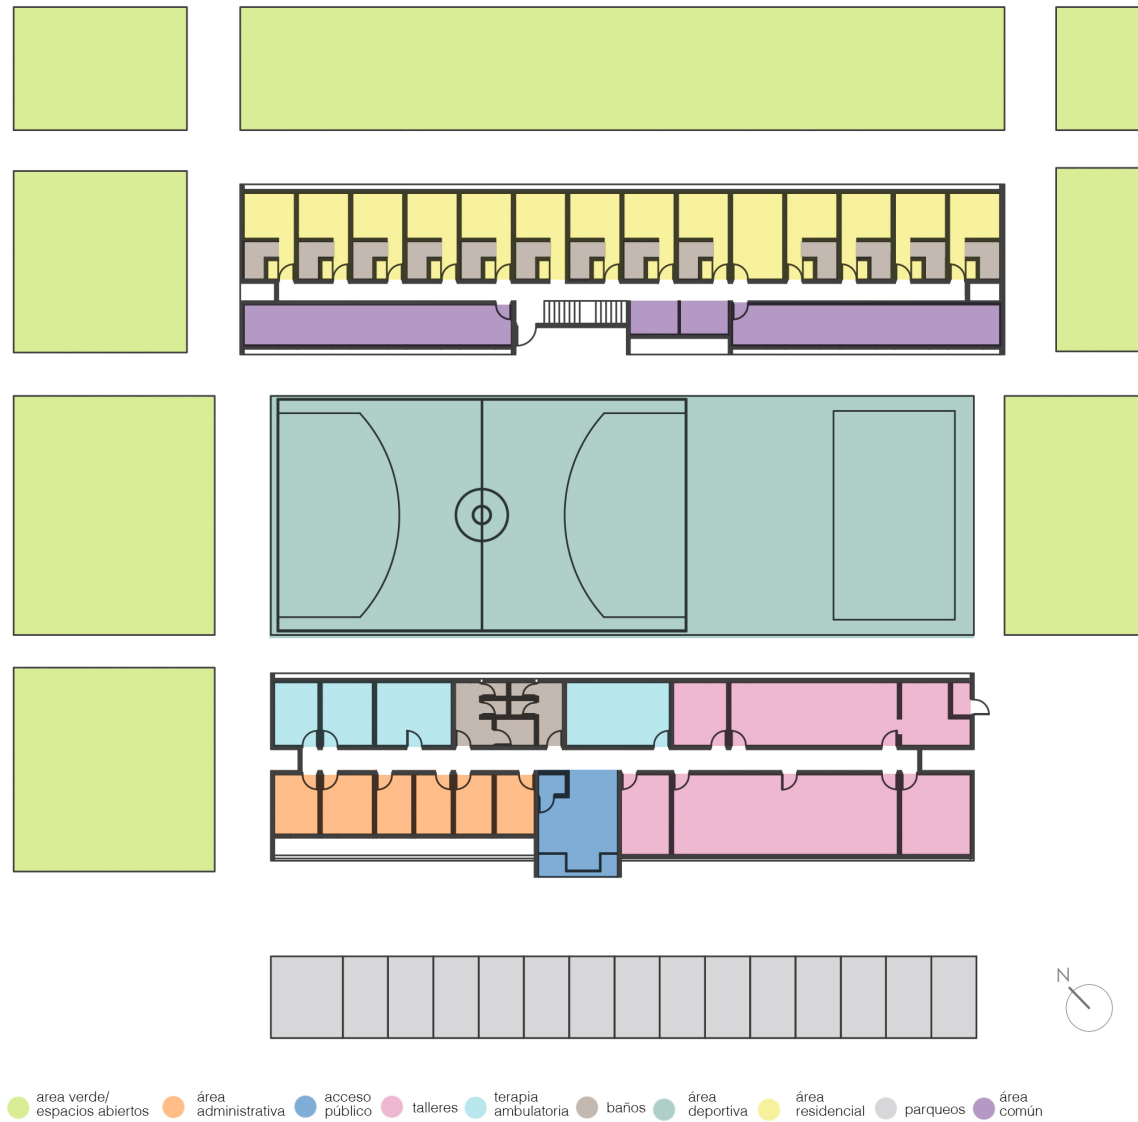 N
area verde/
espacios abiertos
área
administrativa
acceso
público
talleres
terapia
ambulatoria
baños
área
deportiva
área
residencial
parqueos
área
común